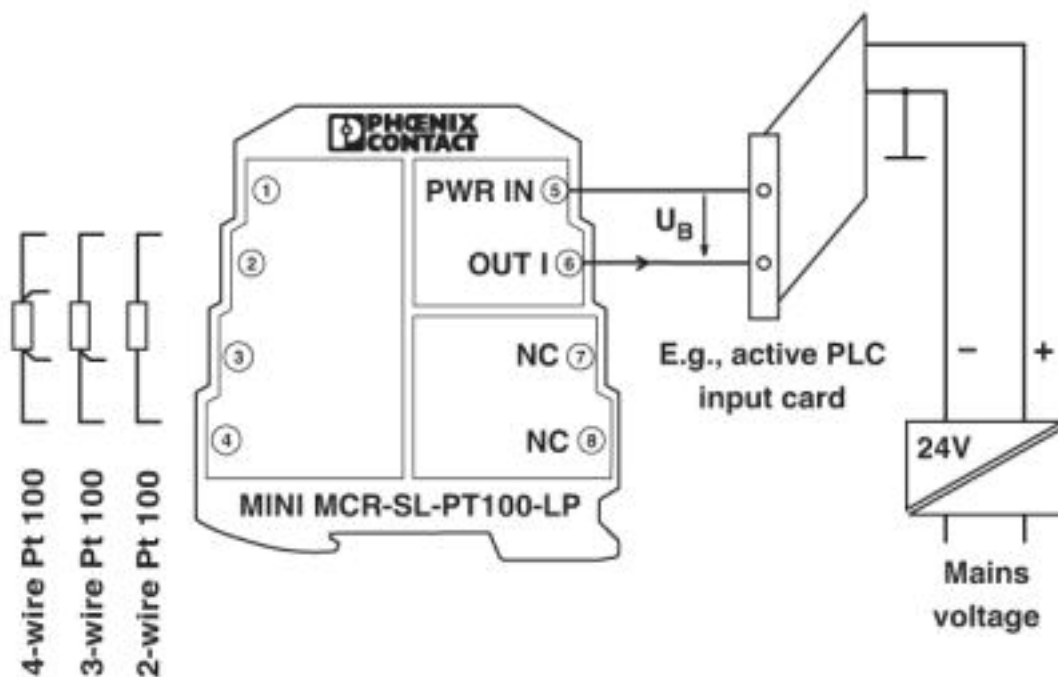 PHŒNIX
CONTACT
1
PWR IN 5
2
U_B
OUT I 6
3
NC 7
4
NC 8
MINI MCR-SL-PT100-LP
E.g., active PLC
input card
– +
24V
Mains
voltage
4-wire Pt 100
3-wire Pt 100
2-wire Pt 100